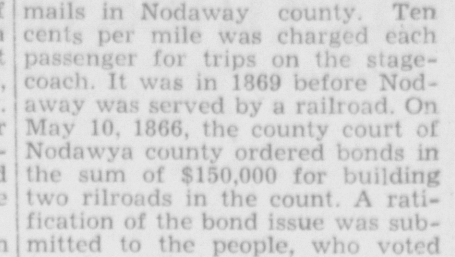 mails in Nodaway county. Ten
cents per mile was charged each
passenger for trips on the stage-
coach. It was in 1869 before Nod-
away was served by a railroad. On
May 10, 1866, the county court of
Nodawya county ordered bonds in
the sum of $150,000 for building
two rilroads in the count. A rati-
fication of the bond issue was sub-
mitted to the people, who voted